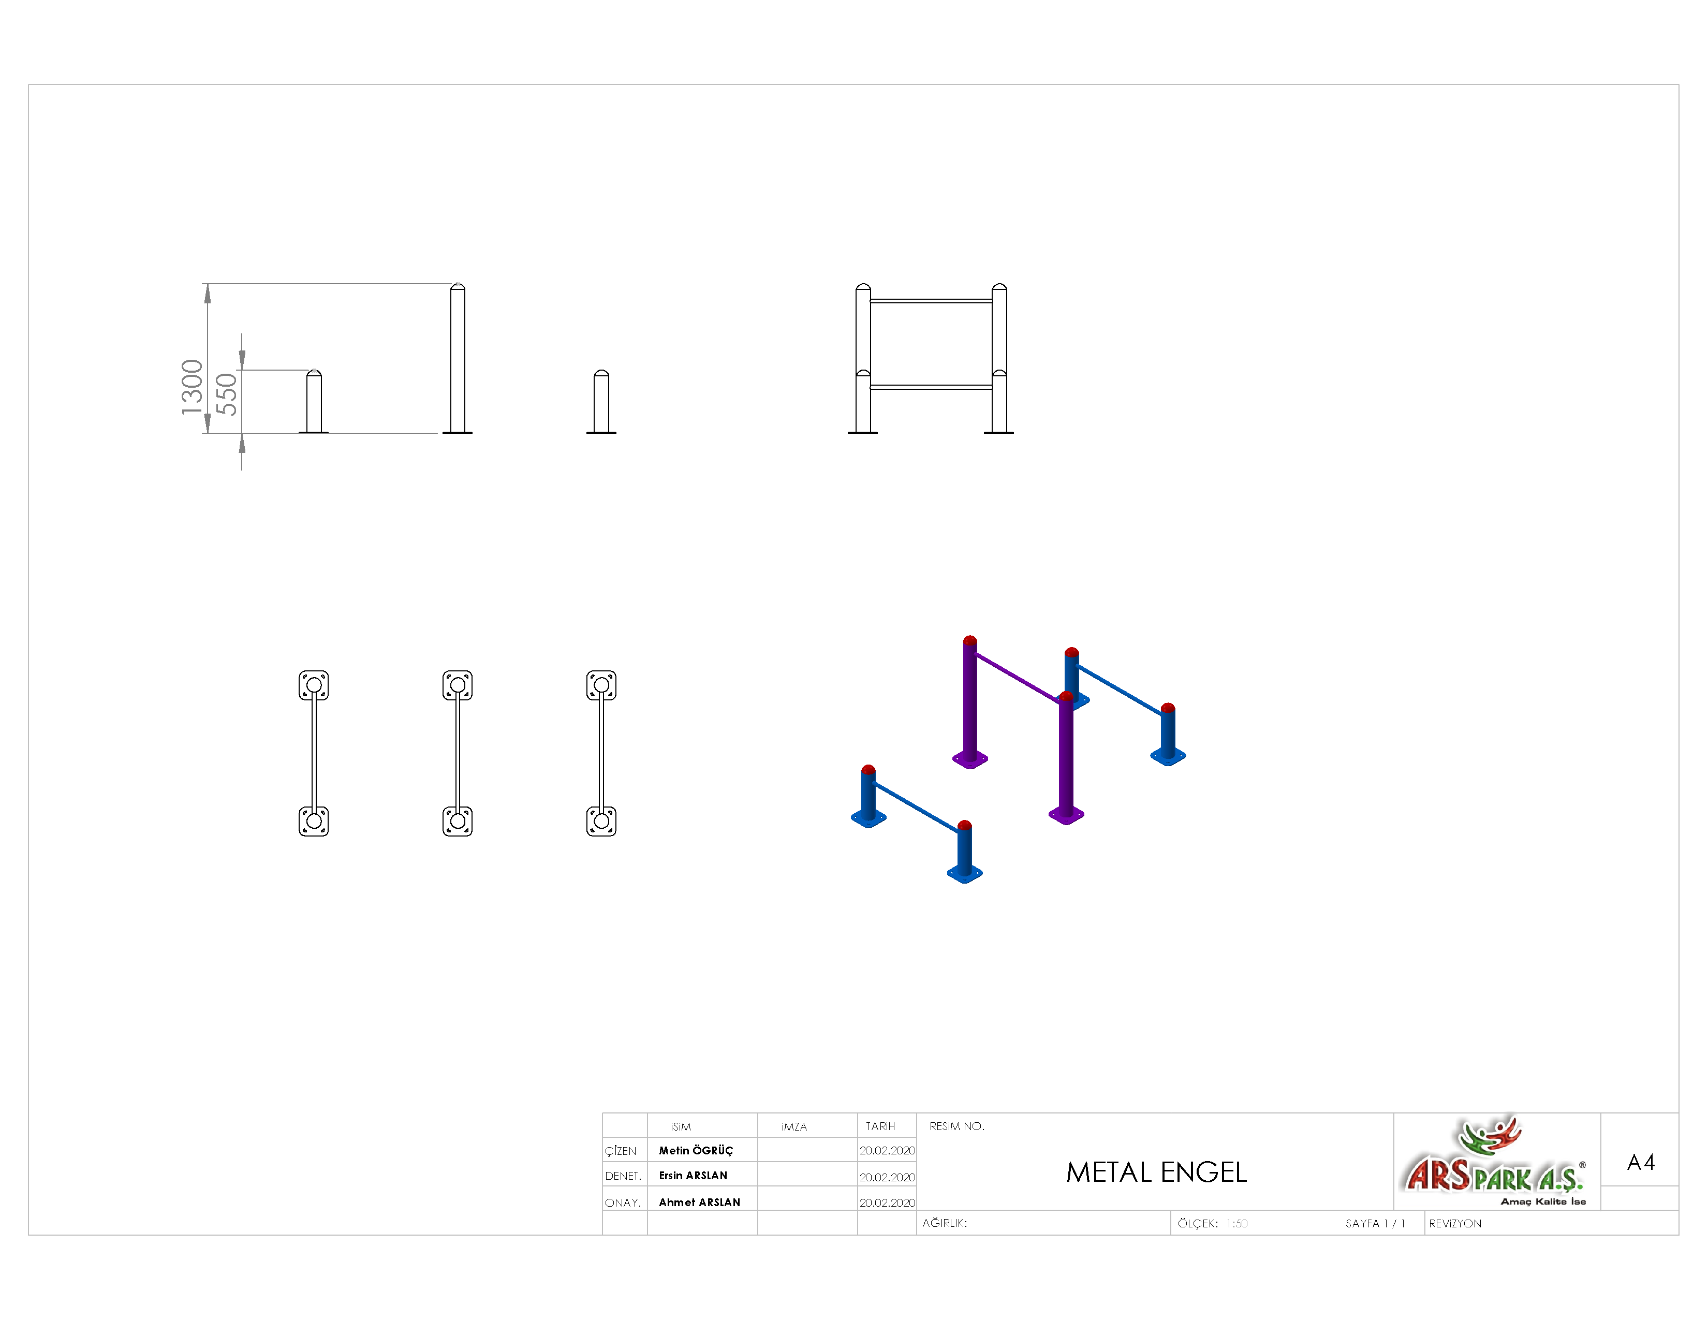 1300
550
İSİM
İMZA
TARİH
RESİM NO.
ÇİZEN
Metin ÖGRÜÇ
20.02.2020
METAL ENGEL
DENET.
Ersin ARSLAN
20.02.2020
ONAY.
Ahmet ARSLAN
20.02.2020
ARSPARK A.Ş.®
Amaç Kalite İse
A4
AĞIRLIK:
ÖLÇEK: 1:50
SAYFA 1 / 1
REVİZYON